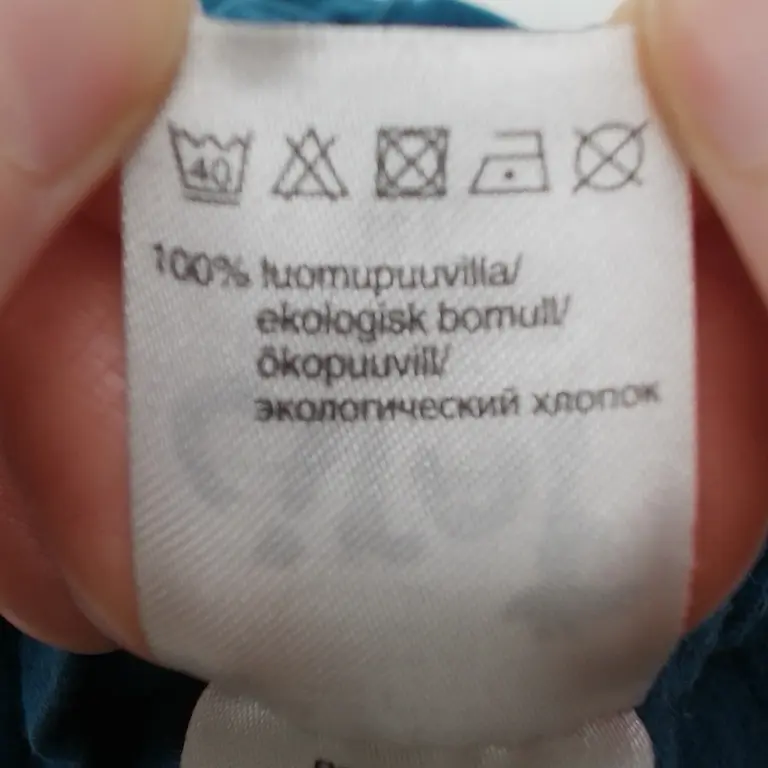 40
100% luomupuuvilla/
ekologisk bomull/
ökopuuvill/
экологический хлопок